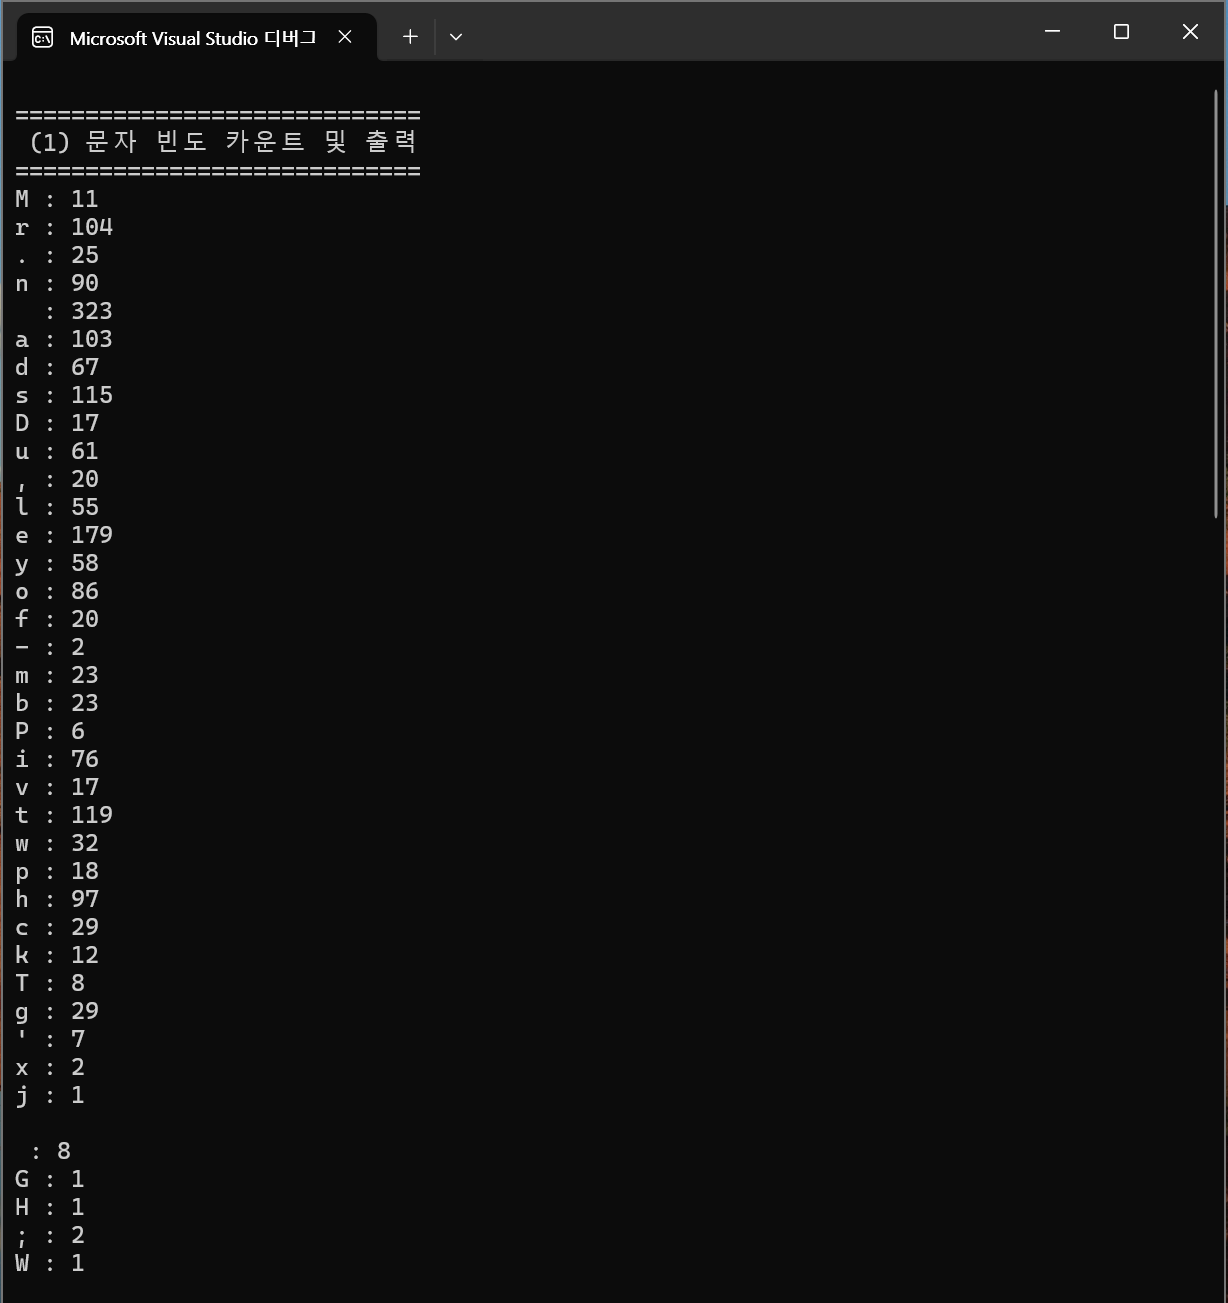 Microsoft Visual Studio 디버그
=============================
(1) 문자 빈도 카운트 및 출력
=============================
M : 11
r : 104
. : 25
n : 90
  : 323
a : 103
d : 67
s : 115
D : 17
u : 61
, : 20
l : 55
e : 179
y : 58
o : 86
f : 20
- : 2
m : 23
b : 23
P : 6
i : 76
v : 17
t : 119
w : 32
p : 18
h : 97
c : 29
k : 12
T : 8
g : 29
' : 7
x : 2
j : 1

 : 8
G : 1
H : 1
; : 2
W : 1